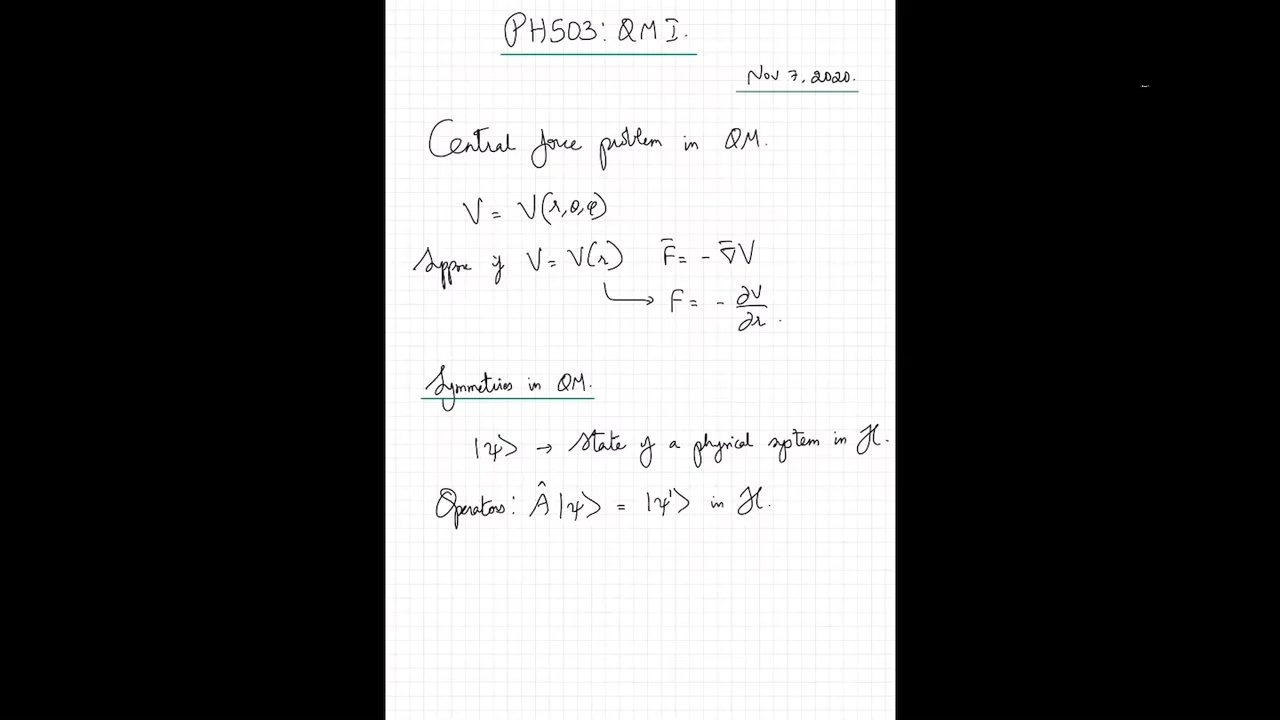 PH503: QM I.
Nov 7, 2020.
Central force problem in QM.
V = V(r,θ,φ)
Suppose if V = V(r) F̄ = - ∇̄V
F = - ∂V/∂r .
Symmetries in QM.
|ψ⟩ → State of a physical system in ℋ.
Operators: Â |ψ⟩ = |ψ'⟩ in ℋ.